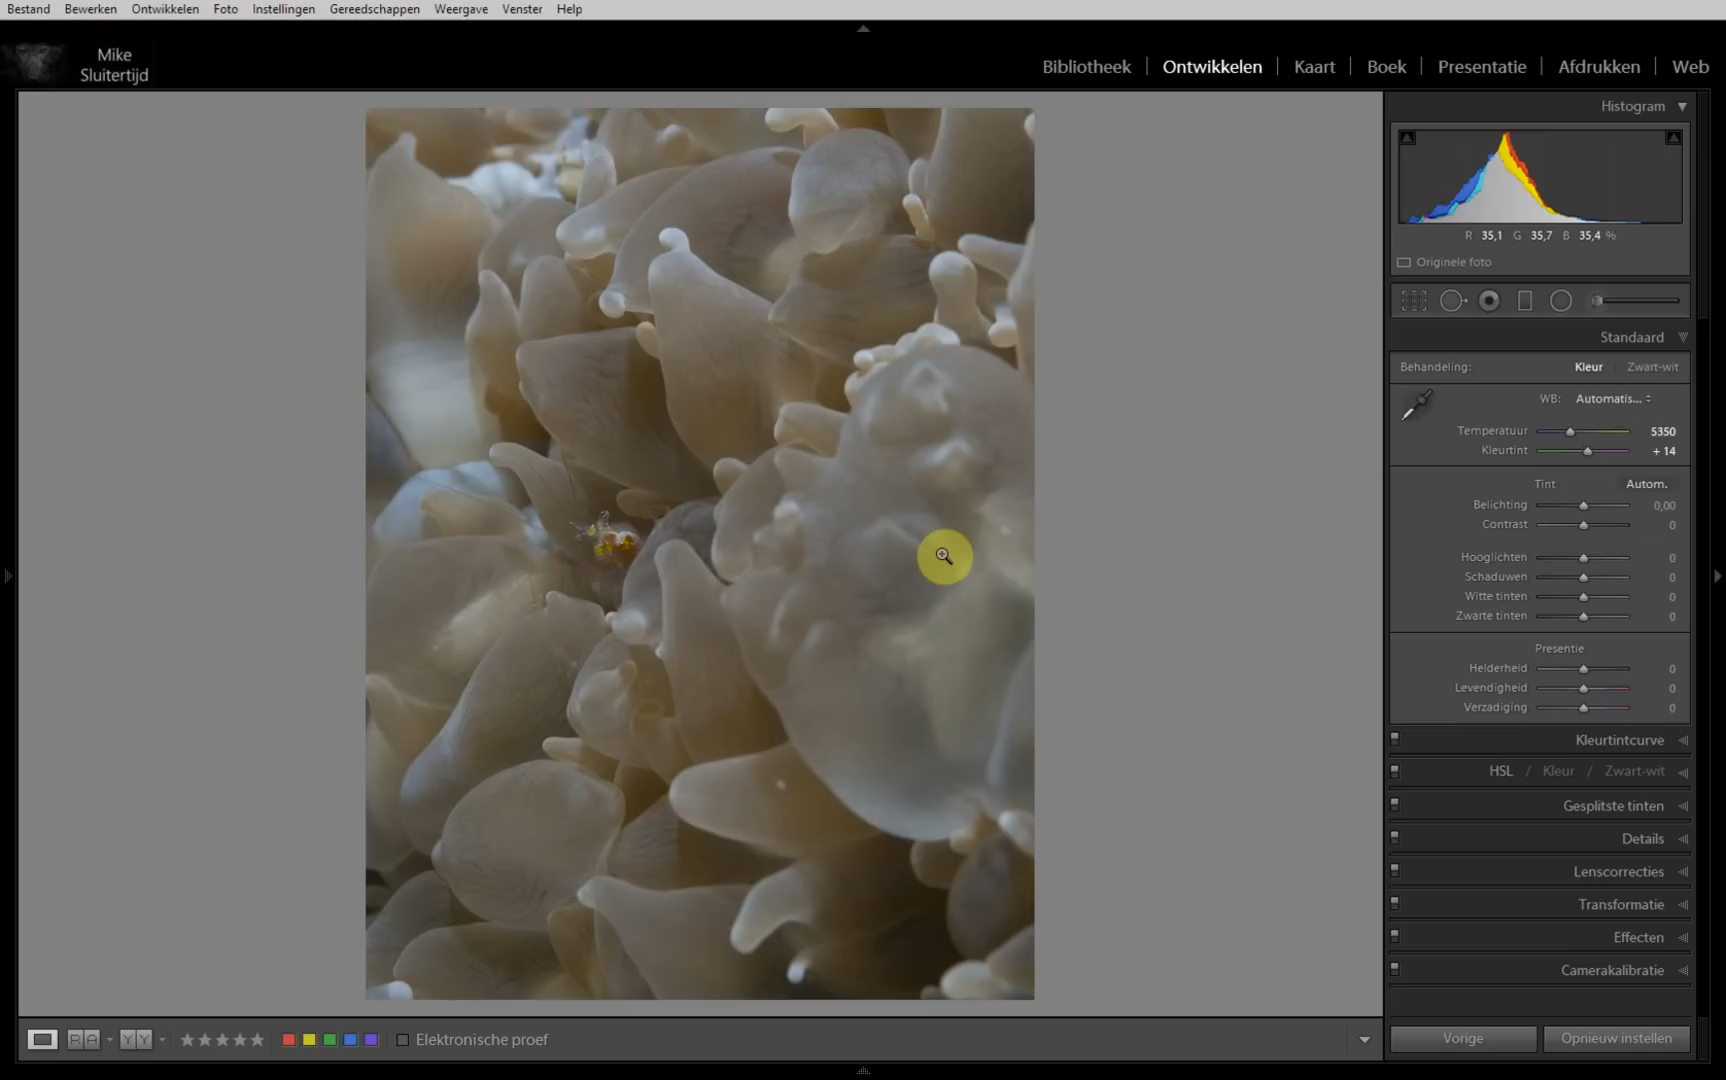 Bestand Bewerken Ontwikkelen Foto Instellingen Gereedschappen Weergave Venster Help
Mike
Sluitertijd
Bibliotheek | Ontwikkelen | Kaart | Boek | Presentatie | Afdrukken | Web
Histogram
R 35,1 G 35,7 B 35,4 %
Originele foto
Standaard
Behandeling: Kleur Zwart-wit
WB: Automatis...
Temperatuur 5350
Kleurtint + 14
Tint Autom.
Belichting 0,00
Contrast 0
Hooglichten 0
Schaduwen 0
Witte tinten 0
Zwarte tinten 0
Presentie
Helderheid 0
Levendigheid 0
Verzadiging 0
Kleurtintcurve
HSL / Kleur / Zwart-wit
Gesplitste tinten
Details
Lenscorrecties
Transformatie
Effecten
Camerakalibratie
R A Y Y Elektronische proef
Vorige Opnieuw instellen